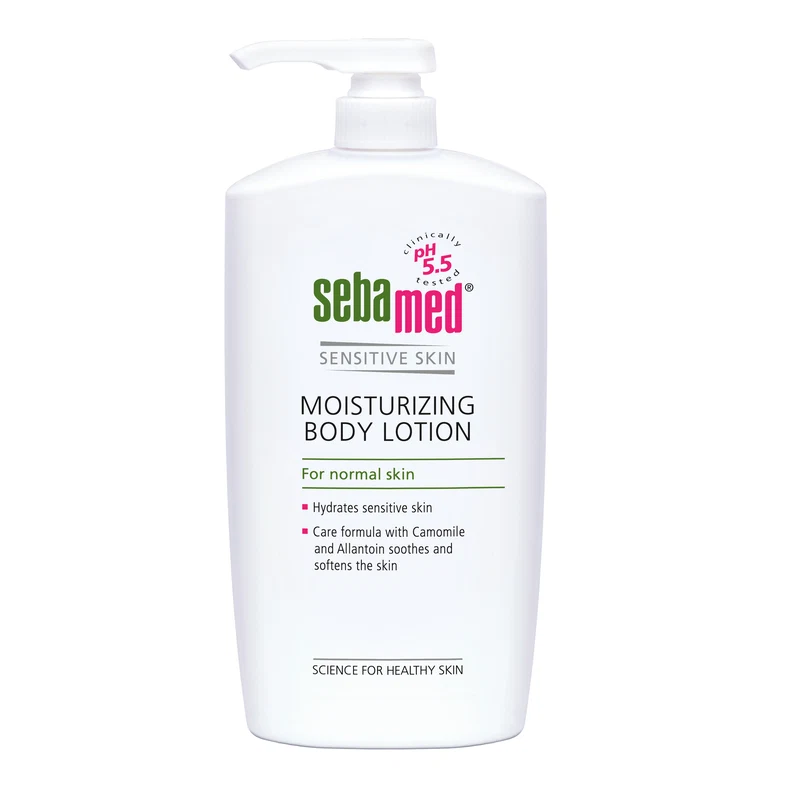 clinically
pH
5.5
tested
sebamed®
SENSITIVE SKIN
MOISTURIZING
BODY LOTION
For normal skin
▪ Hydrates sensitive skin
▪ Care formula with Camomile
and Allantoin soothes and
softens the skin
SCIENCE FOR HEALTHY SKIN